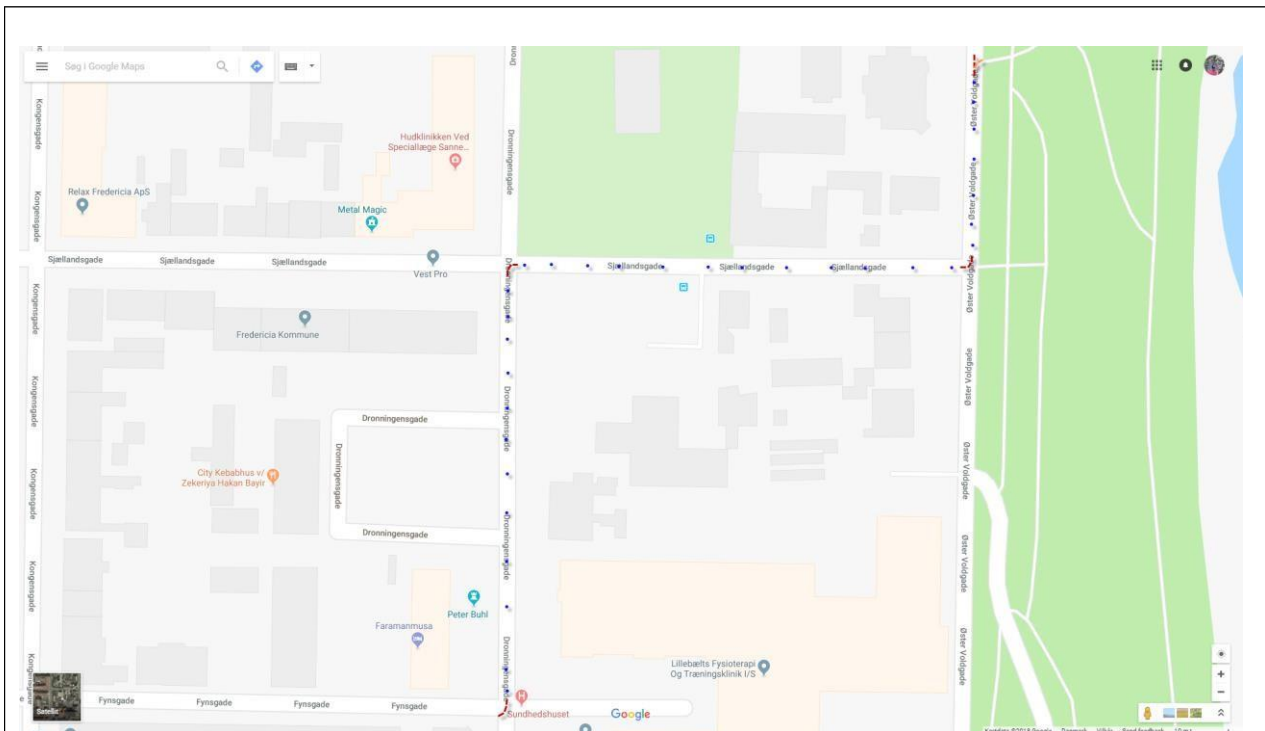 Søg i Google Maps
Kongensgade
Kongensgade
Kongensgade
Kongensgade
Kongensgade
Kongensgade
Dronningensgade
Øster Voldgade
Øster Voldgade
Hudklinikken Ved
Speciallæge Sanne...
Relax Fredericia ApS
Metal Magic
Sjællandsgade
Sjællandsgade
Sjællandsgade
Vest Pro
Sjællandsgade
Sjællandsgade
Sjællandsgade
Dronningensgade
Øster Voldgade
Fredericia Kommune
Øster Voldgade
Dronningensgade
Dronningensgade
Dronningensgade
Øster Voldgade
City Kebabhus v/
Zekeriya Hakan Bayir
Dronningensgade
Dronningensgade
Øster Voldgade
Peter Buhl
Faramanmusa
Dronningensgade
Øster Voldgade
Lillebælts Fysioterapi
Og Træningsklinik I/S
Satellit
Fynsgade
Fynsgade
Fynsgade
Fynsgade
Sundhedshuset
Google